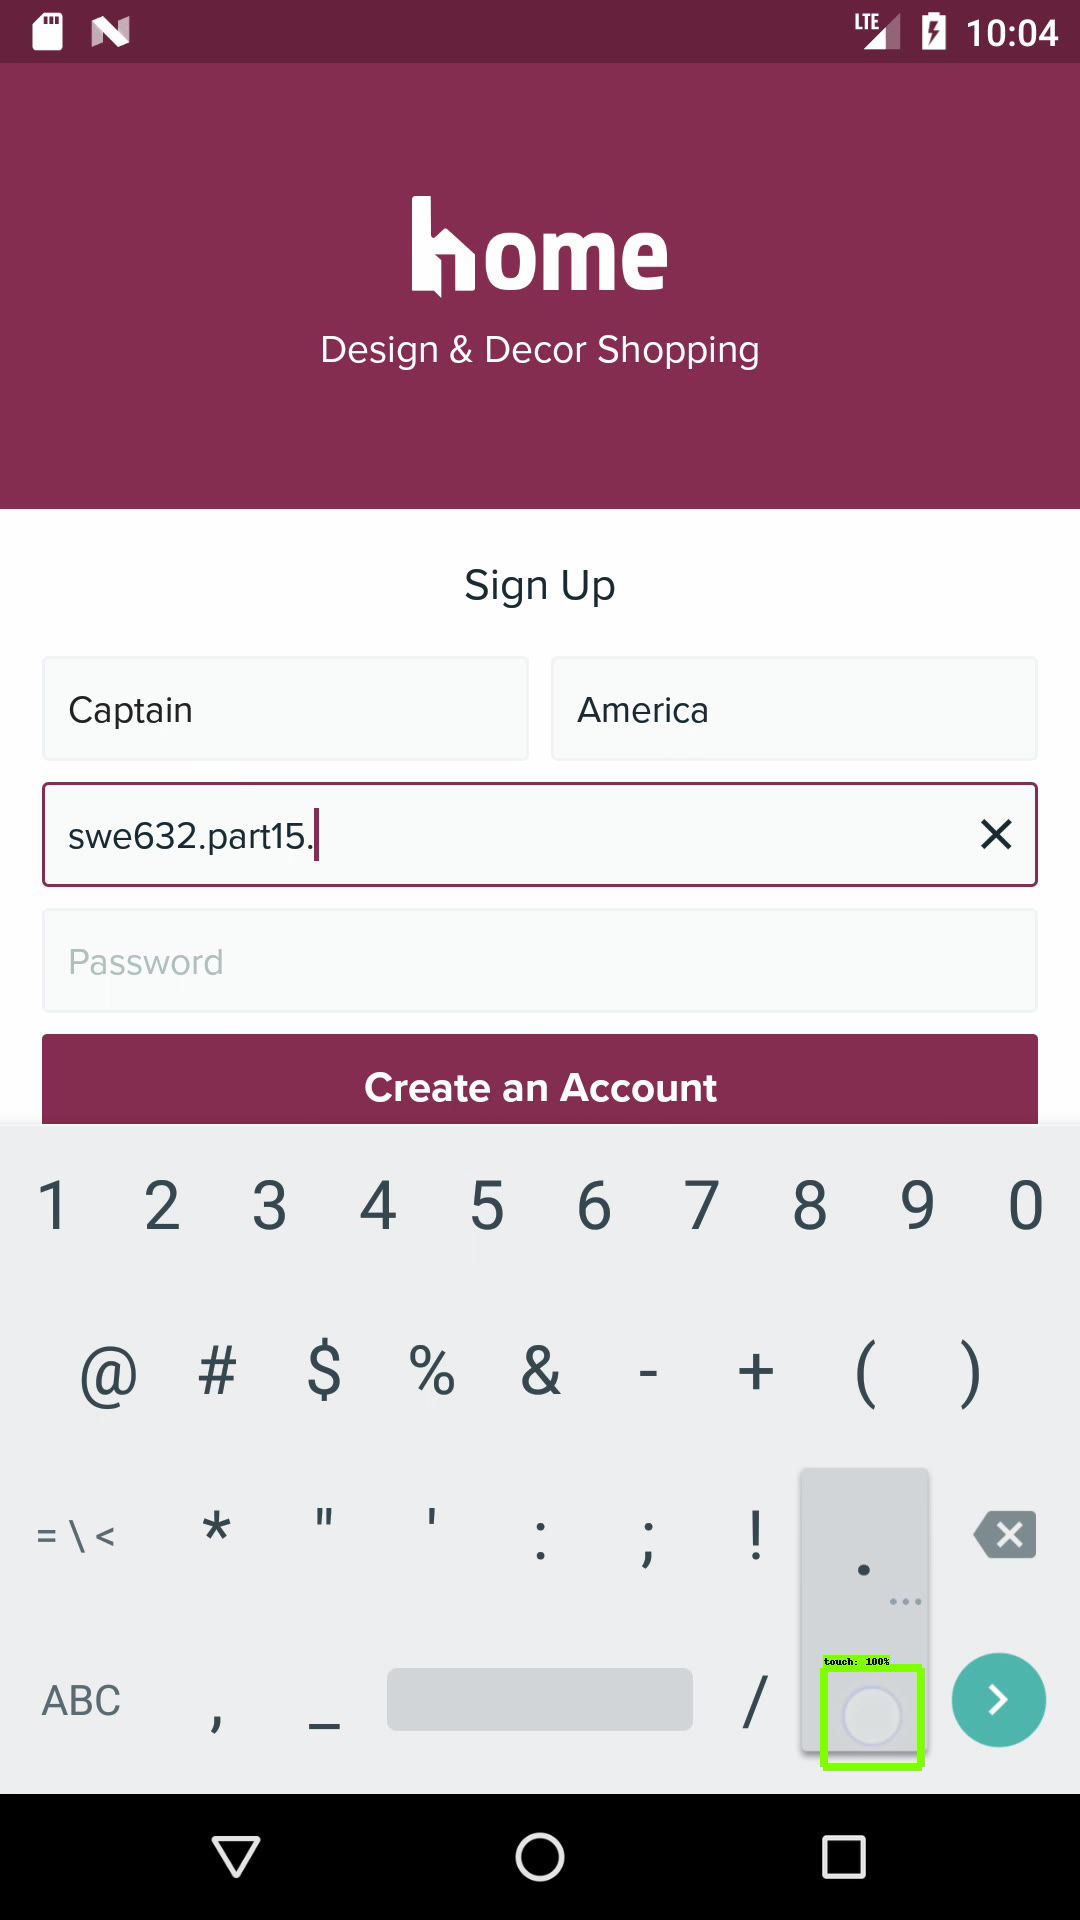 LTE 10:04
home
Design & Decor Shopping
Sign Up
Captain America
swe632.part15.
Password
Create an Account
1 2 3 4 5 6 7 8 9 0
@ # $ % & - + ( )
= \ < * " ' : ; ! .
touch: 100%
ABC , _ /